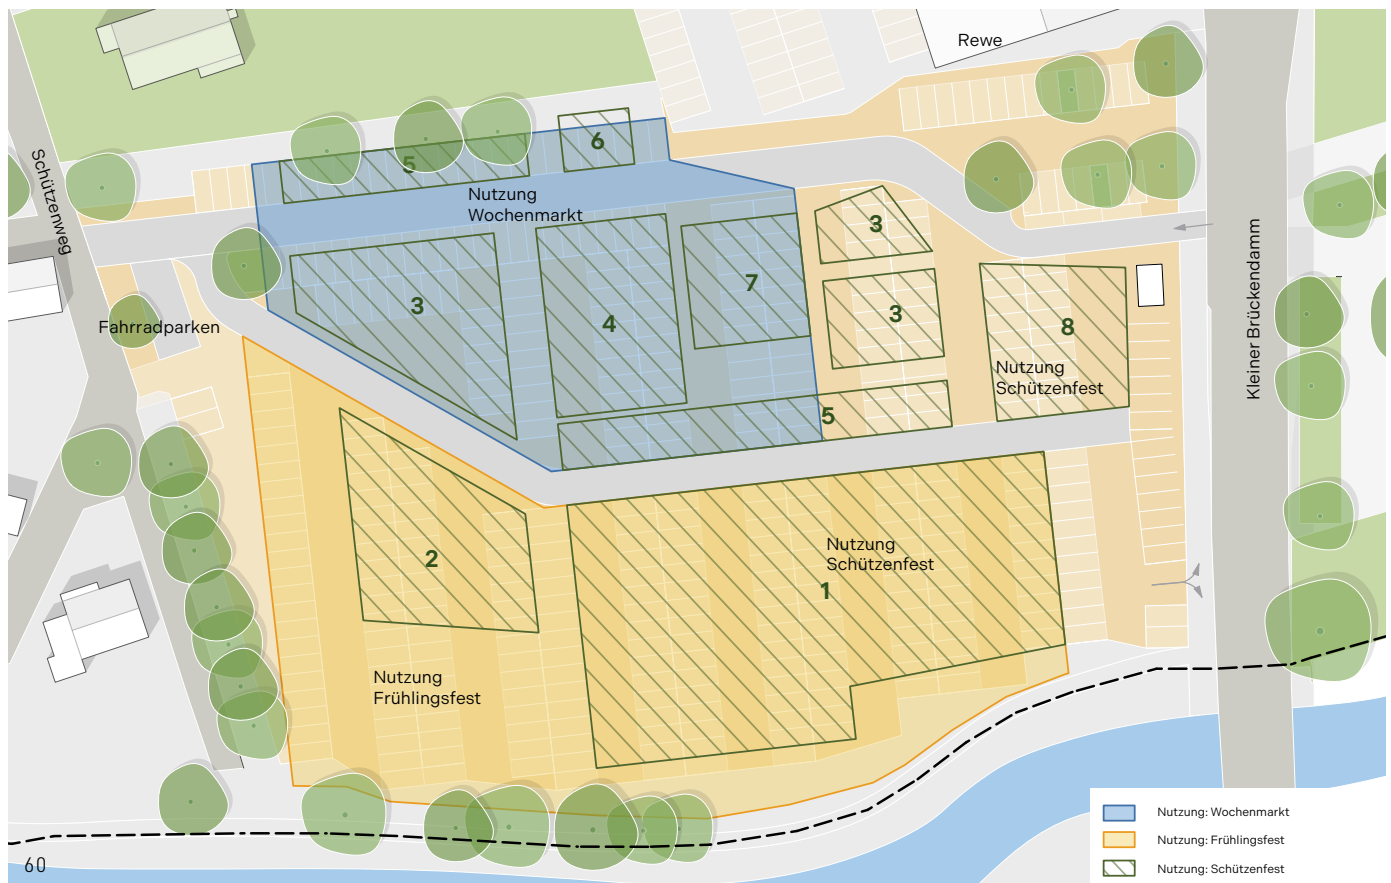 Rewe
Schützenweg
5
6
Nutzung
Wochenmarkt
3
7
3
4
3
8
Fahrradparken
Kleiner Brückendamm
Nutzung
Schützenfest
5
2
Nutzung
Schützenfest
1
Nutzung
Frühlingsfest
Nutzung: Wochenmarkt
Nutzung: Frühlingsfest
Nutzung: Schützenfest
60